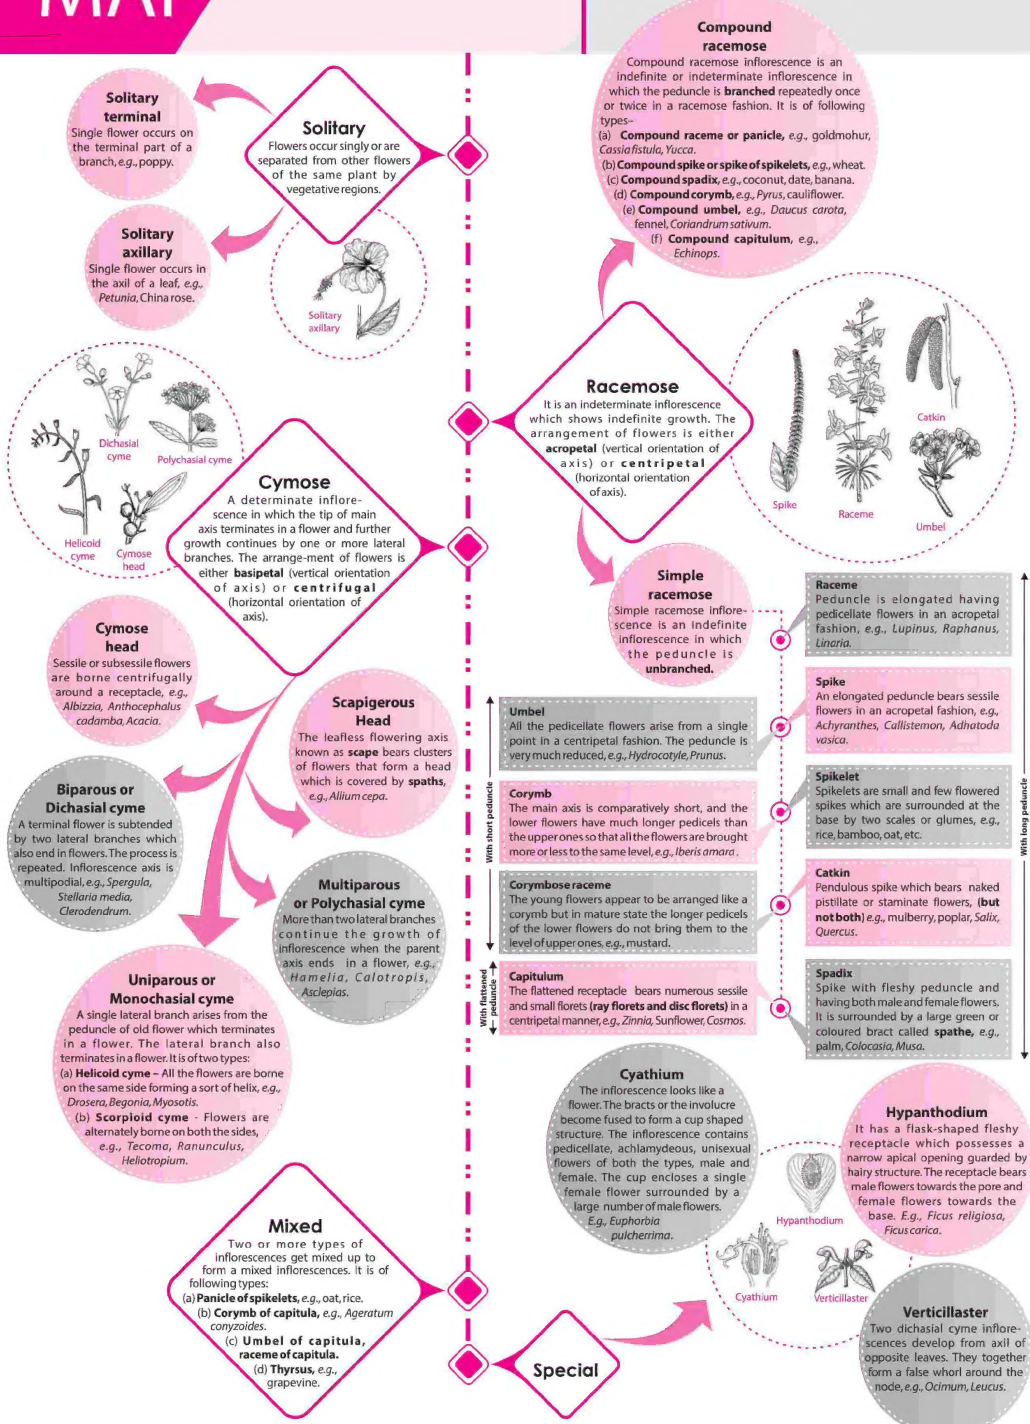 MAP
Compound
racemose
Compound racemose inflorescence is an
indefinite or indeterminate inflorescence in
which the peduncle is branched repeatedly once
or twice in a racemose fashion. It is of following
types–
(a) Compound raceme or panicle, e.g., goldmohur,
Cassia fistula, Yucca.
(b) Compound spike or spike of spikelets, e.g., wheat.
(c) Compound spadix, e.g., coconut, date, banana.
(d) Compound corymb, e.g., Pyrus, cauliflower.
(e) Compound umbel, e.g., Daucus carota,
fennel, Coriandrum sativum.
(f) Compound capitulum, e.g.,
Echinops.
Solitary
terminal
Single flower occurs on
the terminal part of a
branch, e.g., poppy.
Solitary
Flowers occur singly or are
separated from other flowers
of the same plant by
vegetative regions.
Solitary
axillary
Single flower occurs in
the axil of a leaf, e.g.,
Petunia, China rose.
Solitary
axillary
Racemose
It is an indeterminate inflorescence
which shows indefinite growth. The
arrangement of flowers is either
acropetal (vertical orientation of
axis) or centripetal
(horizontal orientation
of axis).
Spike
Raceme
Catkin
Umbel
Dichasial
cyme
Polychasial cyme
Helicoid
cyme
Cymose
head
Cymose
A determinate inflore-
scence in which the tip of main
axis terminates in a flower and further
growth continues by one or more lateral
branches. The arrange-ment of flowers is
either basipetal (vertical orientation
of axis) or centrifugal
(horizontal orientation of
axis).
Simple
racemose
Simple racemose inflore-
scence is an indefinite
inflorescence in which
the peduncle is
unbranched.
Raceme
Peduncle is elongated having
pedicellate flowers in an acropetal
fashion, e.g., Lupinus, Raphanus,
Linaria.
Spike
An elongated peduncle bears sessile
flowers in an acropetal fashion, e.g.,
Achyranthes, Callistemon, Adhatoda
vasica.
Spikelet
Spikelets are small and few flowered
spikes which are surrounded at the
base by two scales or glumes, e.g.,
rice, bamboo, oat, etc.
Catkin
Pendulous spike which bears naked
pistillate or staminate flowers, (but
not both) e.g., mulberry, poplar, Salix,
Quercus.
Spadix
Spike with fleshy peduncle and
having both male and female flowers.
It is surrounded by a large green or
coloured bract called spathe, e.g.,
palm, Colocasia, Musa.
With long peduncle
Umbel
All the pedicellate flowers arise from a single
point in a centripetal fashion. The peduncle is
very much reduced, e.g., Hydrocotyle, Prunus.
Corymb
The main axis is comparatively short, and the
lower flowers have much longer pedicels than
the upper ones so that all the flowers are brought
more or less to the same level, e.g., Iberis amara .
Corymbose raceme
The young flowers appear to be arranged like a
corymb but in mature state the longer pedicels
of the lower flowers do not bring them to the
level of upper ones, e.g., mustard.
With short peduncle
Capitulum
The flattened receptacle bears numerous sessile
and small florets (ray florets and disc florets) in a
centripetal manner, e.g., Zinnia, Sunflower, Cosmos.
With flattened
peduncle
Cymose
head
Sessile or subsessile flowers
are borne centrifugally
around a receptacle, e.g.,
Albizzia, Anthocephalus
cadamba, Acacia.
Scapigerous
Head
The leafless flowering axis
known as scape bears clusters
of flowers that form a head
which is covered by spaths,
e.g., Allium cepa.
Biparous or
Dichasial cyme
A terminal flower is subtended
by two lateral branches which
also end in flowers. The process is
repeated. Inflorescence axis is
multipodial, e.g., Spergula,
Stellaria media,
Clerodendrum.
Multiparous
or Polychasial cyme
More than two lateral branches
continue the growth of
inflorescence when the parent
axis ends in a flower, e.g.,
Hamelia, Calotropis,
Asclepias.
Uniparous or
Monochasial cyme
A single lateral branch arises from the
peduncle of old flower which terminates
in a flower. The lateral branch also
terminates in a flower. It is of two types:
(a) Helicoid cyme – All the flowers are borne
on the same side forming a sort of helix, e.g.,
Drosera, Begonia, Myosotis.
(b) Scorpioid cyme - Flowers are
alternately borne on both the sides,
e.g., Tecoma, Ranunculus,
Heliotropium.
Cyathium
The inflorescence looks like a
flower. The bracts or the involucre
become fused to form a cup shaped
structure. The inflorescence contains
pedicellate, achlamydeous, unisexual
flowers of both the types, male and
female. The cup encloses a single
female flower surrounded by a
large number of male flowers.
E.g., Euphorbia
pulcherrima.
Hypanthodium
It has a flask-shaped fleshy
receptacle which possesses a
narrow apical opening guarded by
hairy structure. The receptacle bears
male flowers towards the pore and
female flowers towards the
base. E.g., Ficus religiosa,
Ficus carica.
Hypanthodium
Cyathium
Verticillaster
Verticillaster
Two dichasial cyme inflore-
scences develop from axil of
opposite leaves. They together
form a false whorl around the
node, e.g., Ocimum, Leucus.
Mixed
Two or more types of
inflorescences get mixed up to
form a mixed inflorescences. It is of
following types:
(a) Panicle of spikelets, e.g., oat, rice.
(b) Corymb of capitula, e.g., Ageratum
conyzoides.
(c) Umbel of capitula,
raceme of capitula.
(d) Thyrsus, e.g.,
grapevine.
Special